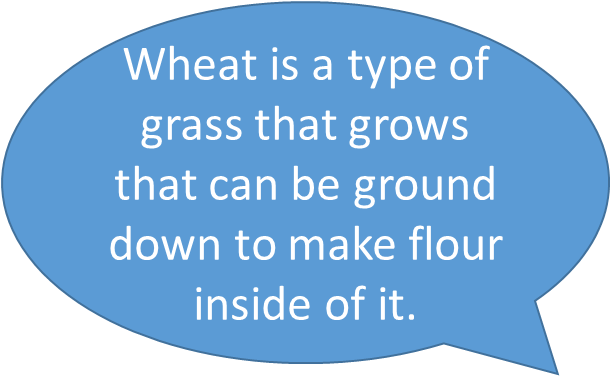 Wheat is a type of
grass that grows
that can be ground
down to make flour
inside of it.